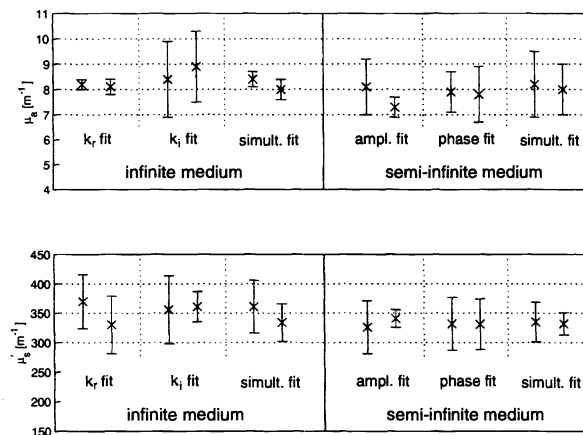 11
10
9
8
7
6
5
4
μa [m⁻¹]
kr fit ki fit simult. fit ampl. fit phase fit simult. fit
infinite medium semi-infinite medium
450
400
350
300
250
200
150
μ's [m⁻¹]
kr fit ki fit simult. fit ampl. fit phase fit simult. fit
infinite medium semi-infinite medium